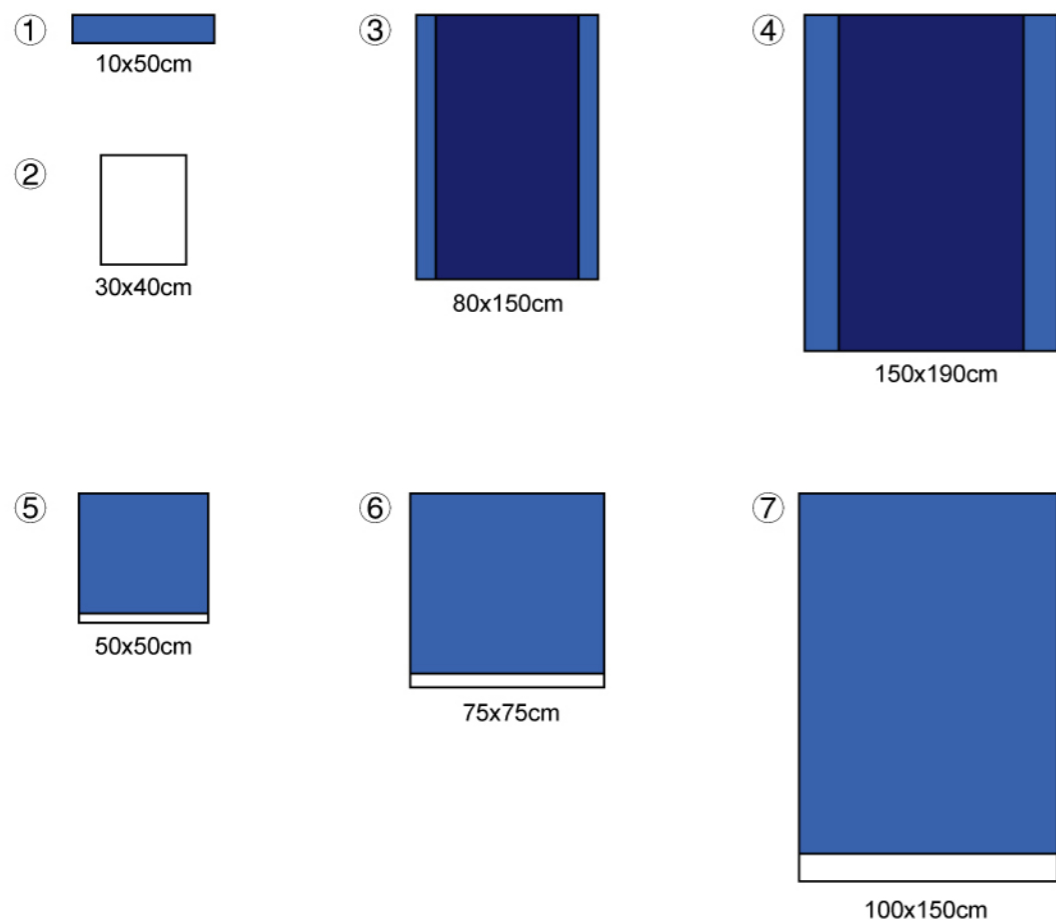 ①
10x50cm
②
30x40cm
③
80x150cm
④
150x190cm
⑤
50x50cm
⑥
75x75cm
⑦
100x150cm